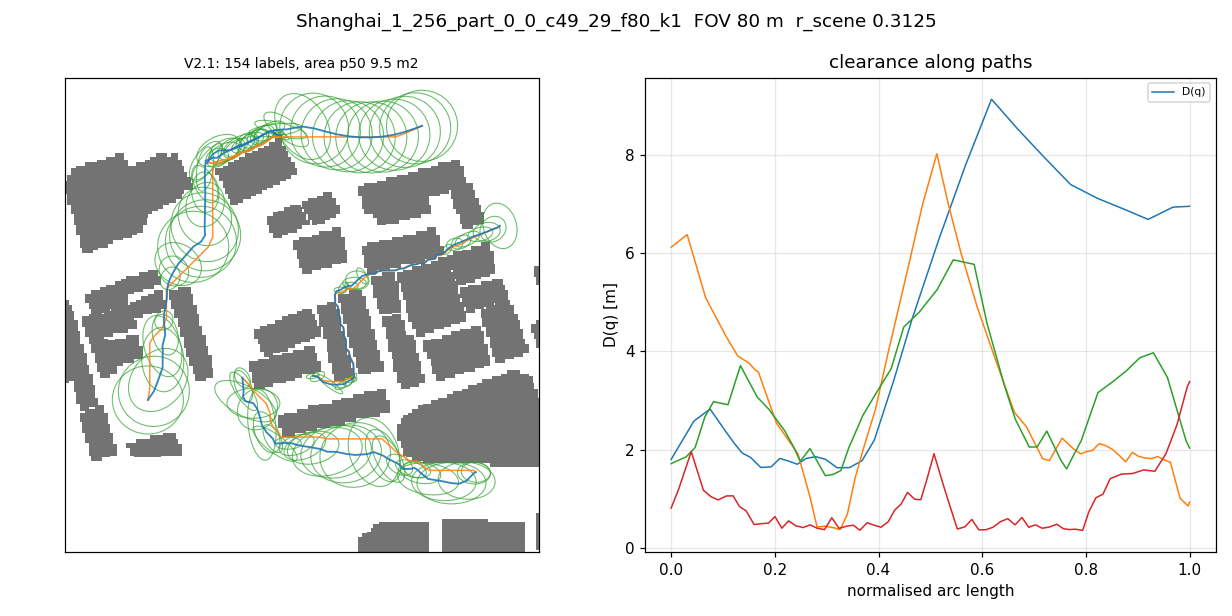 Shanghai_1_256_part_0_0_c49_29_f80_k1  FOV 80 m  r_scene 0.3125
V2.1: 154 labels, area p50 9.5 m2
clearance along paths
D(q)
D(q) [m]
8
6
4
2
0
0.0 0.2 0.4 0.6 0.8 1.0
normalised arc length